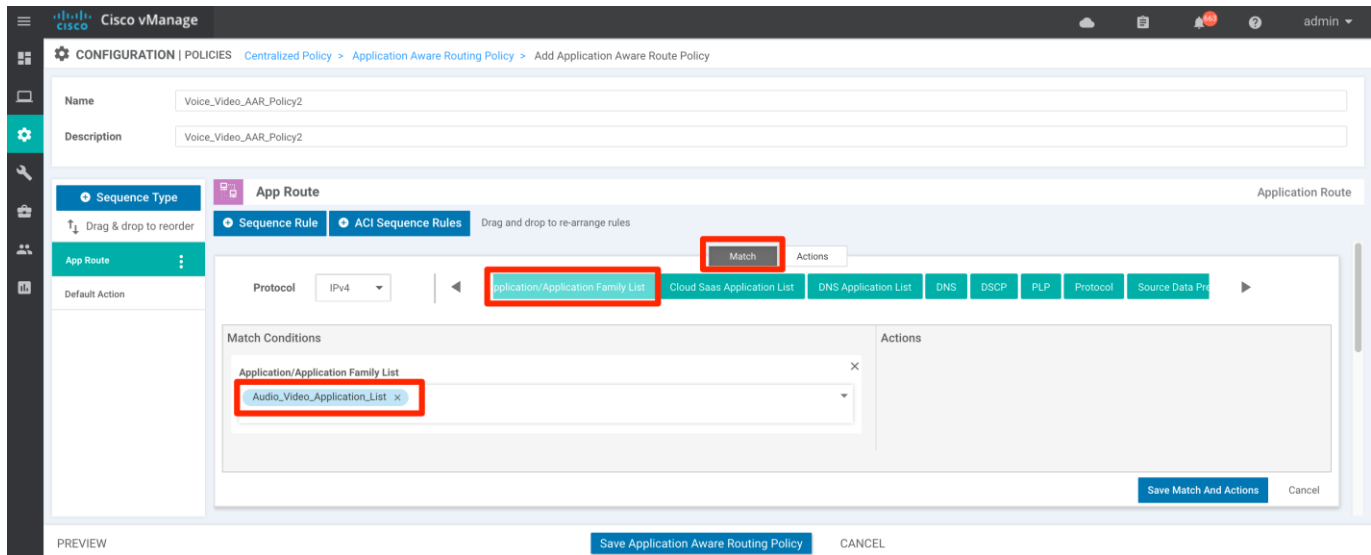 cisco Cisco vManage
663
admin
CONFIGURATION | POLICIES Centralized Policy > Application Aware Routing Policy > Add Application Aware Route Policy
Name Voice_Video_AAR_Policy2
Description Voice_Video_AAR_Policy2
Sequence Type
Drag & drop to reorder
App Route
Default Action
App Route
Application Route
Sequence Rule ACI Sequence Rules Drag and drop to re-arrange rules
Match Actions
Protocol IPv4 pplication/Application Family List Cloud Saas Application List DNS Application List DNS DSCP PLP Protocol Source Data Pre
Match Conditions
Application/Application Family List
Audio_Video_Application_List ×
Actions
Save Match And Actions Cancel
PREVIEW Save Application Aware Routing Policy CANCEL